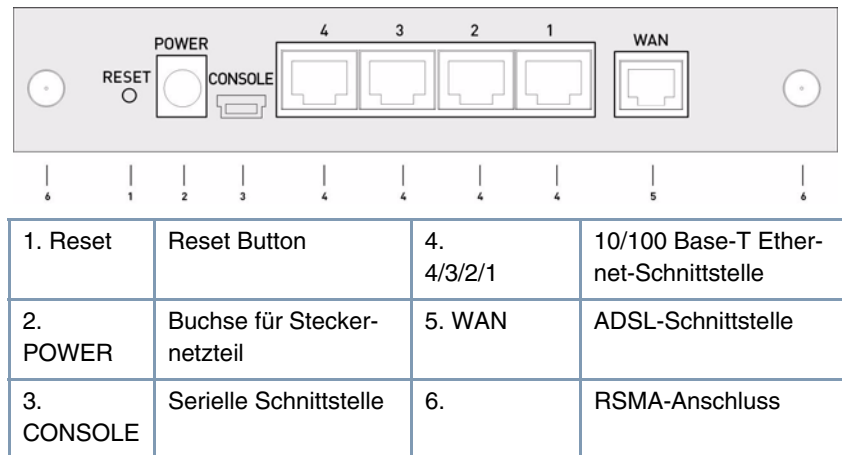 4 3 2 1
POWER WAN
RESET CONSOLE
6 1 2 3 4 4 4 4 5 6
1. Reset Reset Button 4. 10/100 Base-T Ether-
4/3/2/1 net-Schnittstelle
2. Buchse für Stecker- 5. WAN ADSL-Schnittstelle
POWER netzteil
3. Serielle Schnittstelle 6. RSMA-Anschluss
CONSOLE